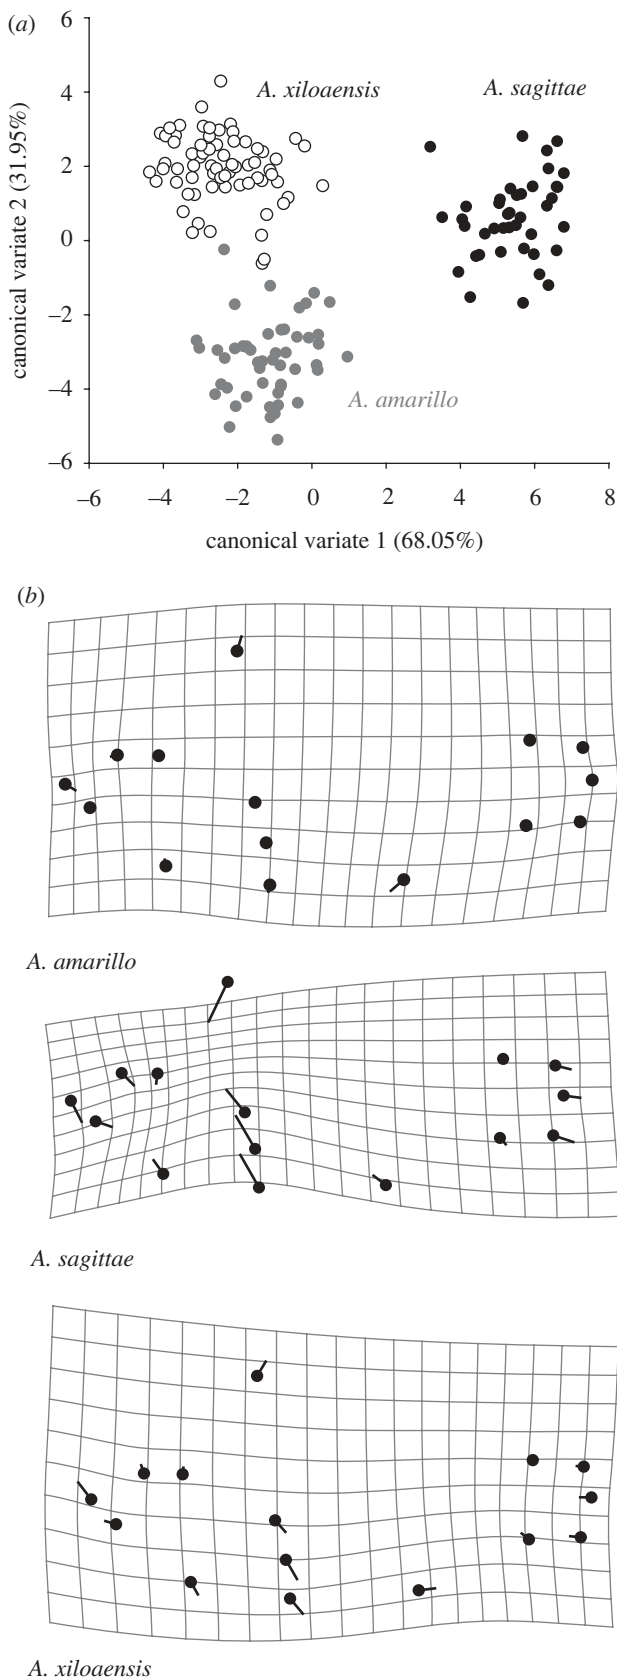 (a)
6
4
2
0
–2
–4
–6
canonical variate 2 (31.95%)
A. xiloaensis
A. sagittae
A. amarillo
–6 –4 –2 0 2 4 6 8
canonical variate 1 (68.05%)
(b)
A. amarillo
A. sagittae
A. xiloaensis